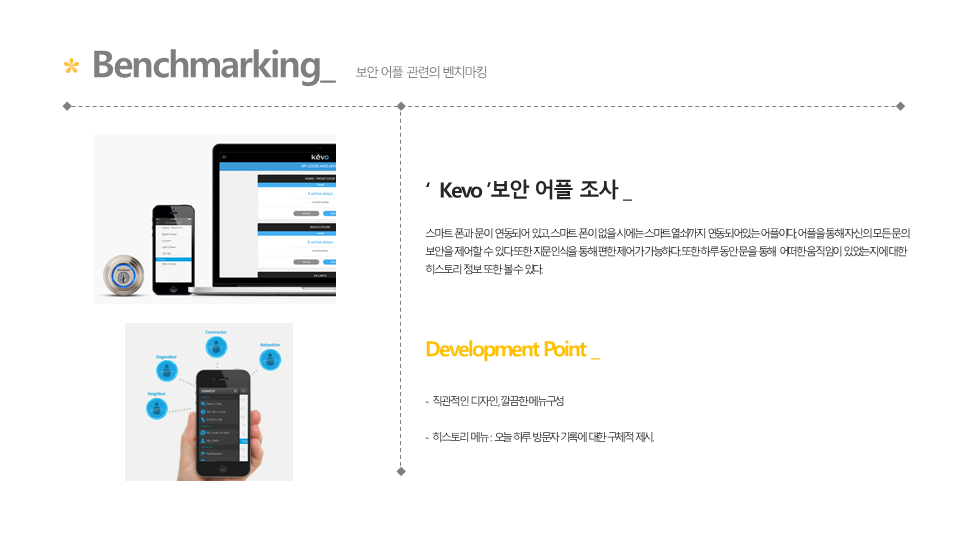 * Benchmarking_ 보안 어플 관련의 벤치마킹
kevo
MY LOCKS AND
HOME - FRONT DOOR
BEACH HOUSE
‘ Kevo ’보안 어플 조사 _
스마트 폰과 문이 연동되어 있고, 스마트 폰이 없을 시에는 스마트 열쇠까지 연동되어있는 어플이다, 어플을 통해 자신의 모든 문의
보안을 제어할 수 있다. 또한 지문인식을 통해 편한 제어가 가능하다. 또한 하루 동안 문을 통해 어떠한 움직임이 있었는지에 대한
히스토리 정보 또한 볼 수 있다.
Contractor
Dogwalker
Babysitter
Neighbor
Development Point _
- 직관적인 디자인, 깔끔한 메뉴구성
- 히스토리 메뉴 : 오늘 하루 방문자 기록에 대한 구체적 제시.